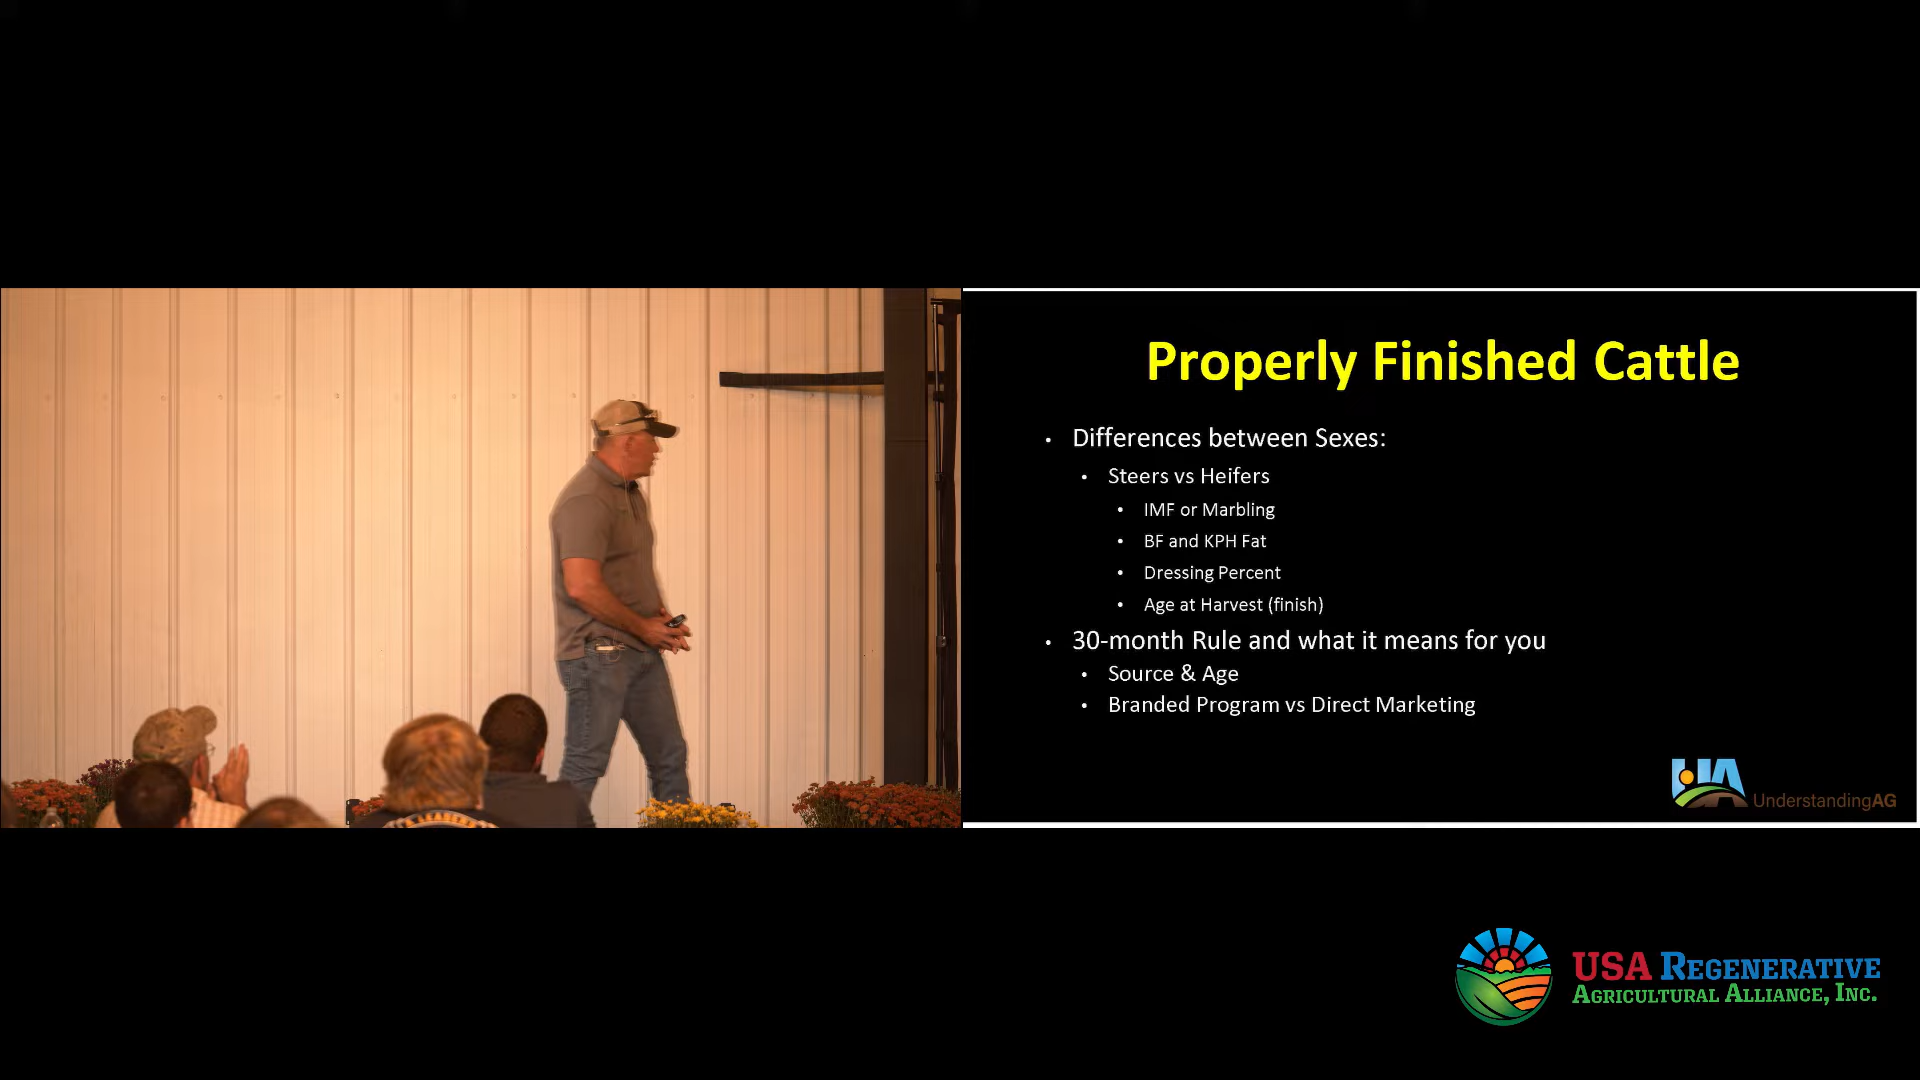 Properly Finished Cattle
• Differences between Sexes:
• Steers vs Heifers
• IMF or Marbling
• BF and KPH Fat
• Dressing Percent
• Age at Harvest (finish)
• 30-month Rule and what it means for you
• Source & Age
• Branded Program vs Direct Marketing
UA
UnderstandingAG
USA REGENERATIVE
AGRICULTURAL ALLIANCE, INC.